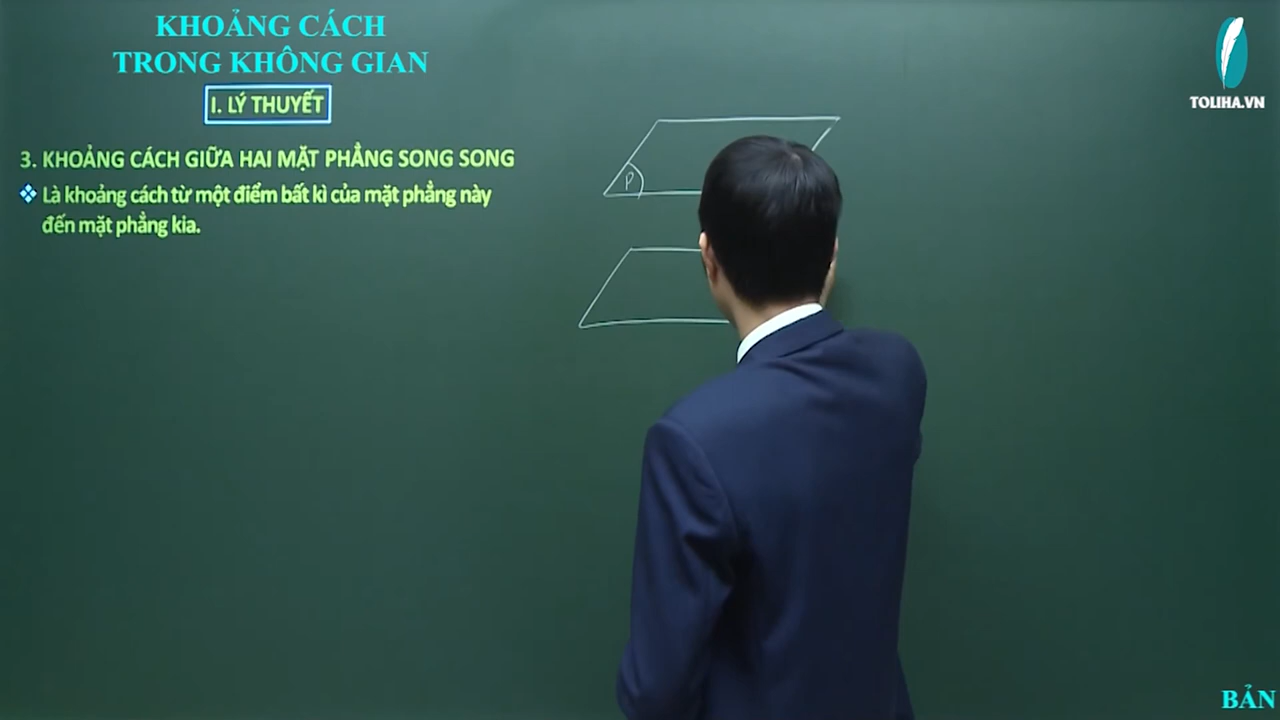 KHOẢNG CÁCH
TRONG KHÔNG GIAN
I. LÝ THUYẾT
3. KHOẢNG CÁCH GIỮA HAI MẶT PHẲNG SONG SONG
Là khoảng cách từ một điểm bất kì của mặt phẳng này
đến mặt phẳng kia.
P
TOLIHA.VN
BẢN